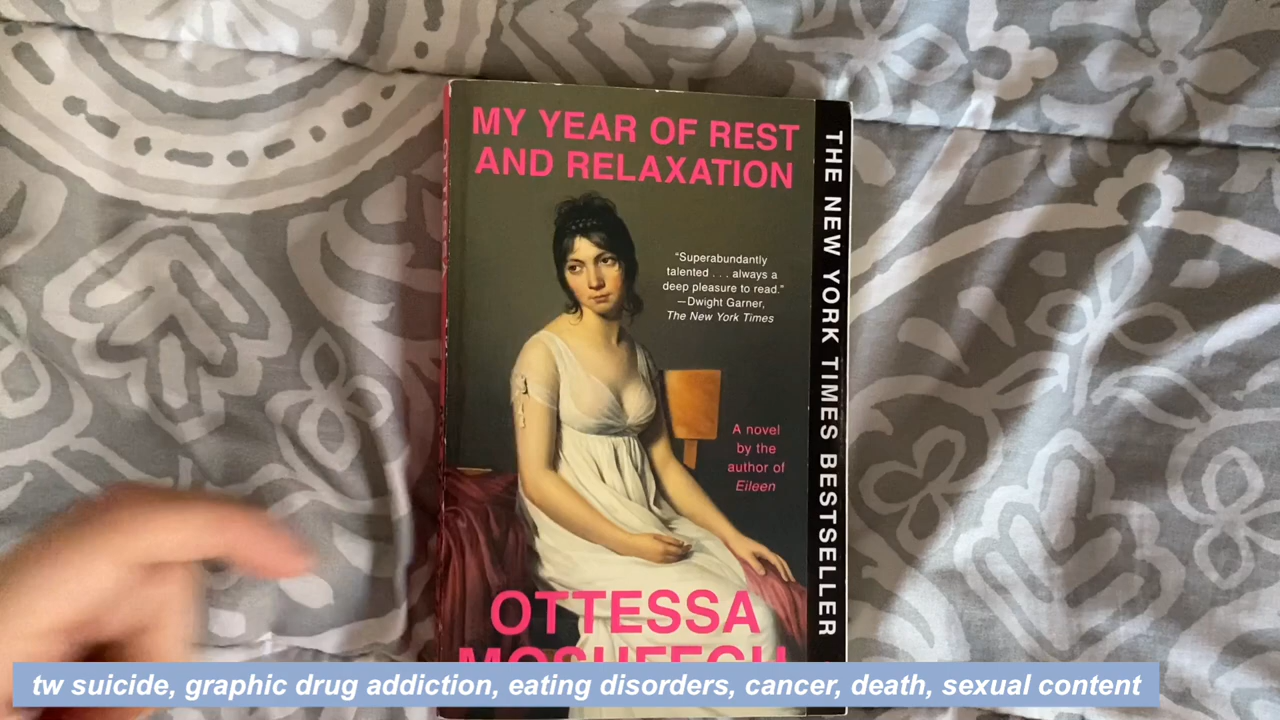 MY YEAR OF REST
AND RELAXATION
"Superabundantly
talented . . . always a
deep pleasure to read."
—Dwight Garner,
The New York Times
A novel
by the
author of
Eileen
OTTESSA
MOSHFEGH
THE NEW YORK TIMES BESTSELLER
tw suicide, graphic drug addiction, eating disorders, cancer, death, sexual content